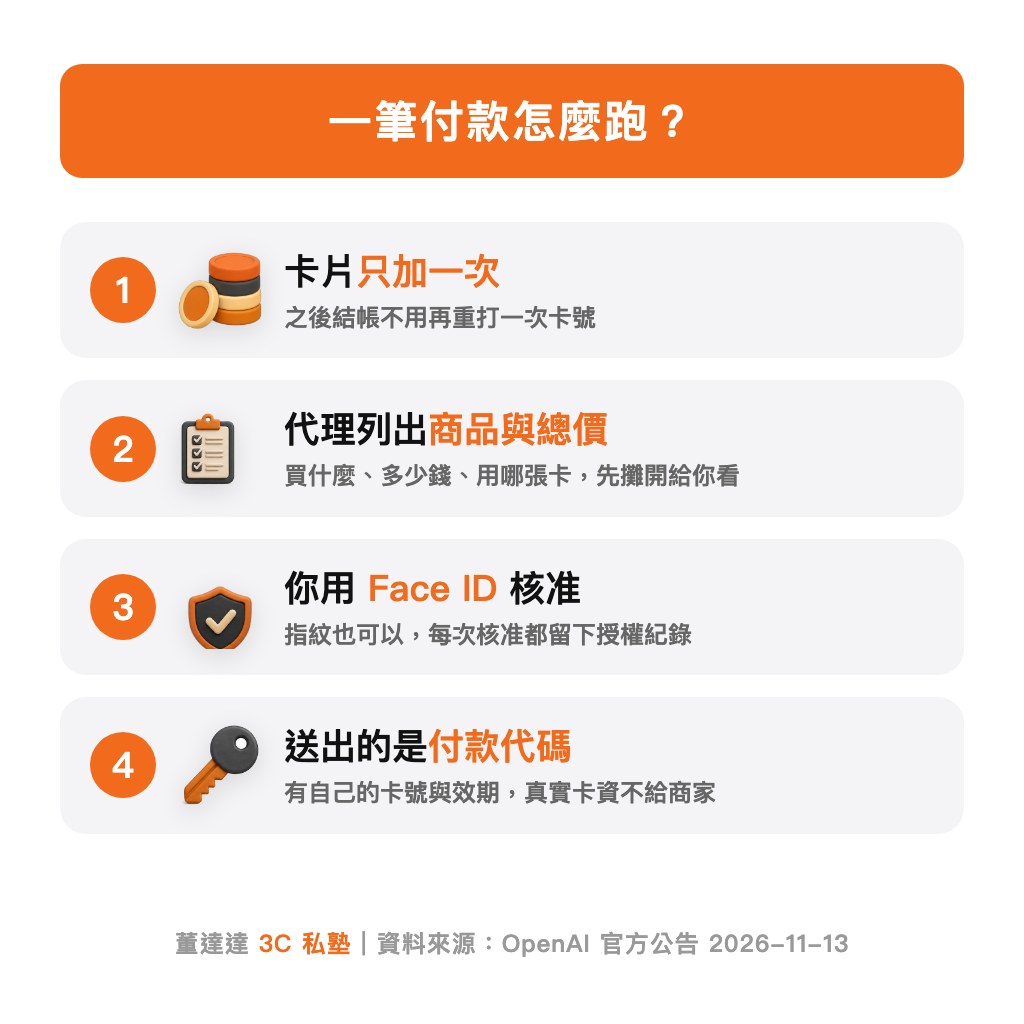 一筆付款怎麼跑？
1
卡片只加一次
之後結帳不用再重打一次卡號
2
代理列出商品與總價
買什麼、多少錢、用哪張卡，先攤開給你看
3
你用 Face ID 核准
指紋也可以，每次核准都留下授權紀錄
4
送出的是付款代碼
有自己的卡號與效期，真實卡資不給商家
董達達 3C 私塾｜資料來源：OpenAI 官方公告 2026–11–13